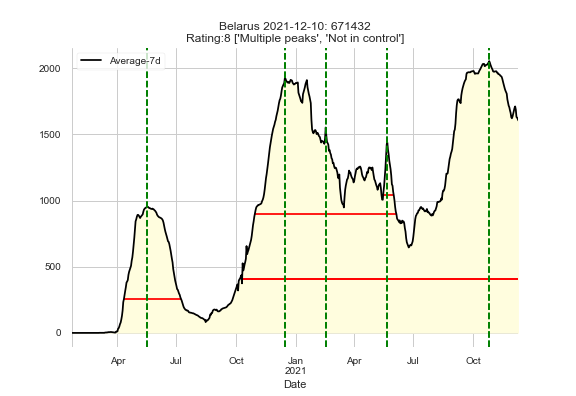 Belarus 2021-12-10: 671432
Rating:8 ['Multiple peaks', 'Not in control']
Average-7d
2000
1500
1000
500
0
Apr Jul Oct Jan Apr Jul Oct
2021
Date